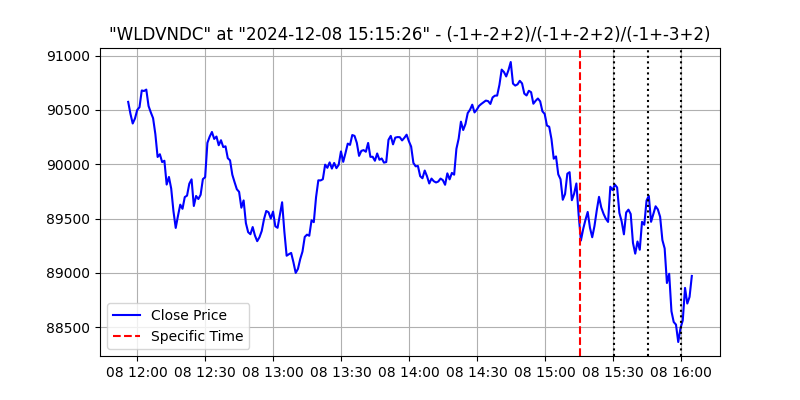 "WLDVNDC" at "2024-12-08 15:15:26" - (-1+-2+2)/(-1+-2+2)/(-1+-3+2)
91000
90500
90000
89500
89000
88500
Close Price
Specific Time
08 12:00 08 12:30 08 13:00 08 13:30 08 14:00 08 14:30 08 15:00 08 15:30 08 16:00